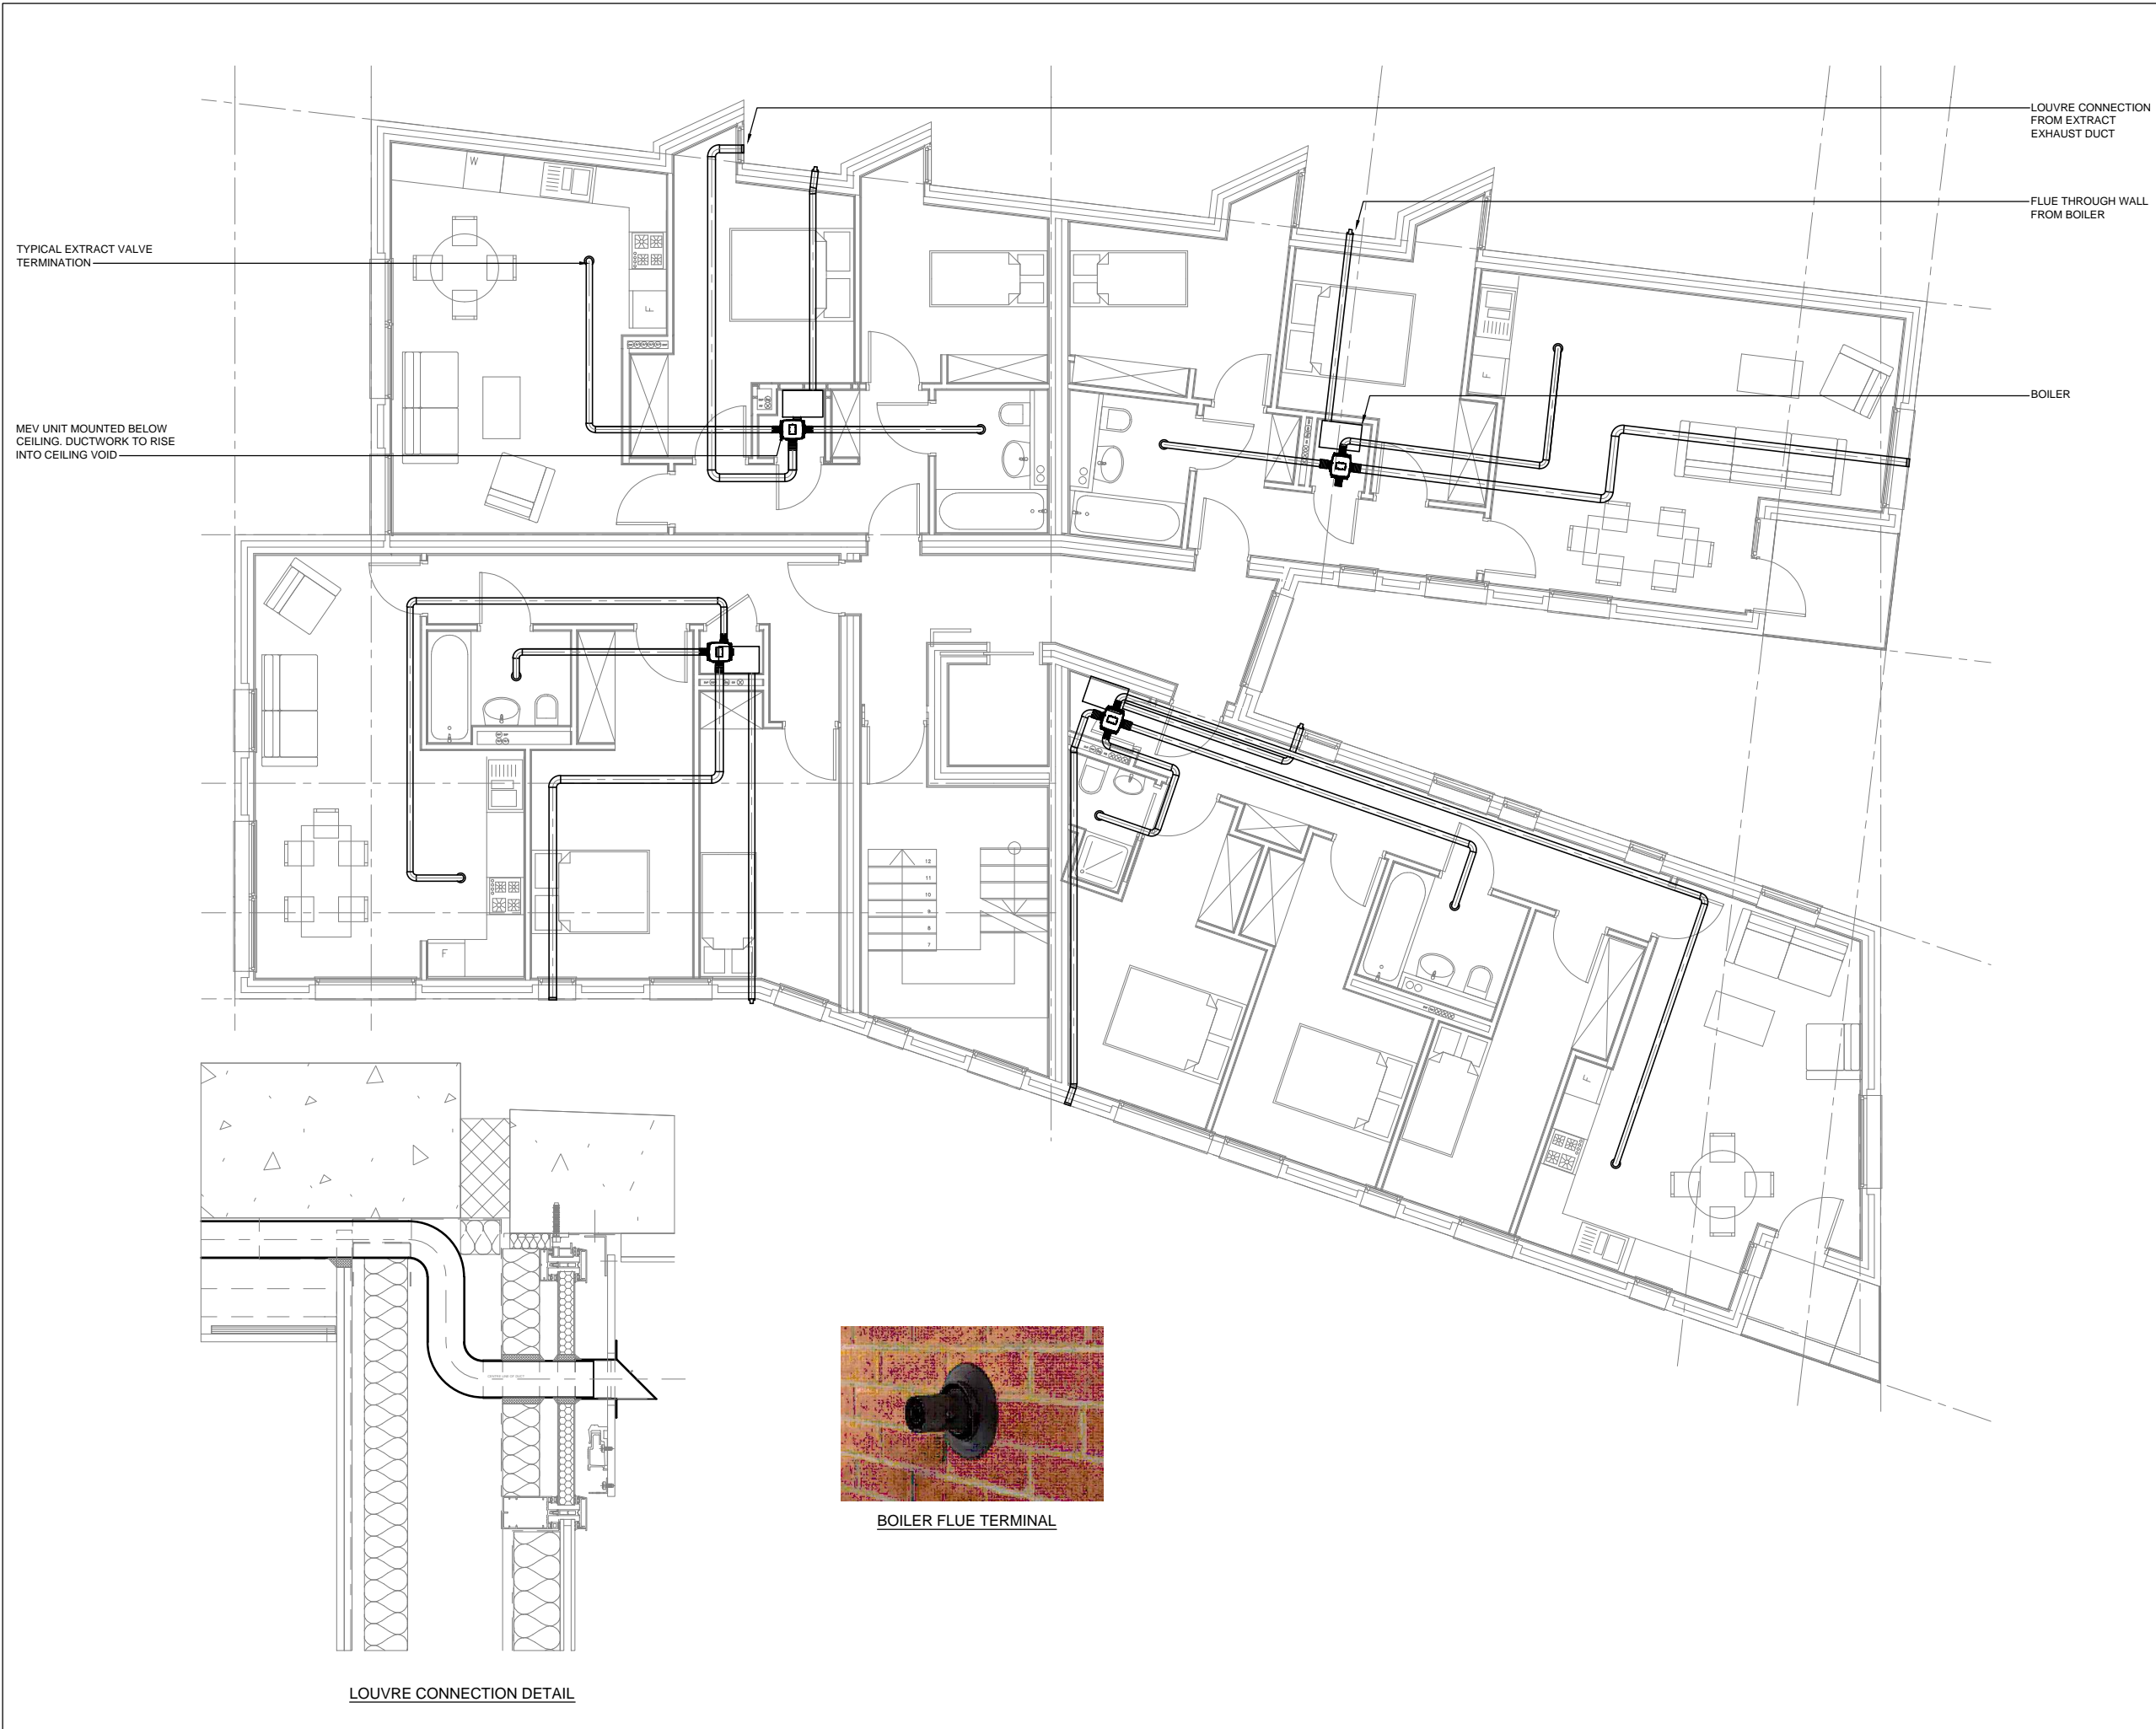 LOUVRE CONNECTION
FROM EXTRACT
EXHAUST DUCT
FLUE THROUGH WALL
FROM BOILER
TYPICAL EXTRACT VALVE
TERMINATION
BOILER
MEV UNIT MOUNTED BELOW
CEILING. DUCTWORK TO RISE
INTO CEILING VOID
W
F
F
12
11
10
9
8
7
F
F
BOILER FLUE TERMINAL
LOUVRE CONNECTION DETAIL